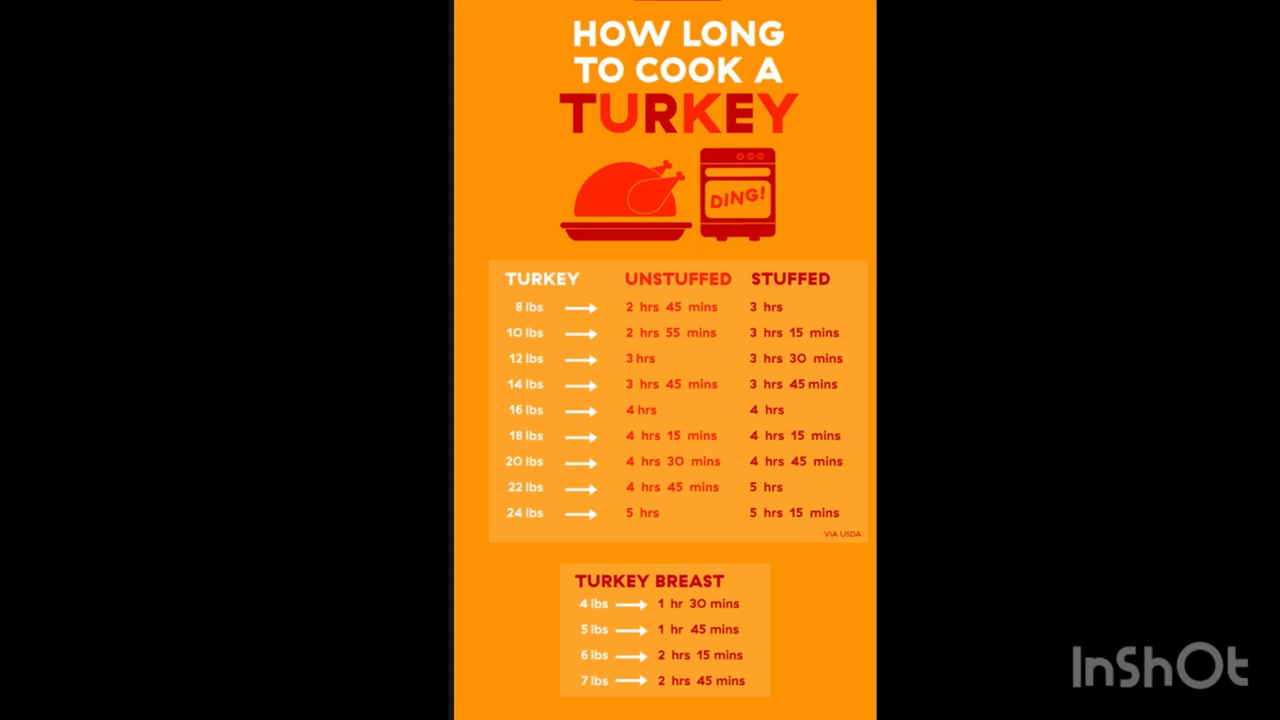 HOW LONG
TO COOK A
TURKEY
DING!
TURKEY UNSTUFFED STUFFED
8 lbs 2 hrs 45 mins 3 hrs
10 lbs 2 hrs 55 mins 3 hrs 15 mins
12 lbs 3 hrs 3 hrs 30 mins
14 lbs 3 hrs 45 mins 3 hrs 45 mins
16 lbs 4 hrs 4 hrs
18 lbs 4 hrs 15 mins 4 hrs 15 mins
20 lbs 4 hrs 30 mins 4 hrs 45 mins
22 lbs 4 hrs 45 mins 5 hrs
24 lbs 5 hrs 5 hrs 15 mins
VIA USDA
TURKEY BREAST
4 lbs 1 hr 30 mins
5 lbs 1 hr 45 mins
6 lbs 2 hrs 15 mins
7 lbs 2 hrs 45 mins
InShOt